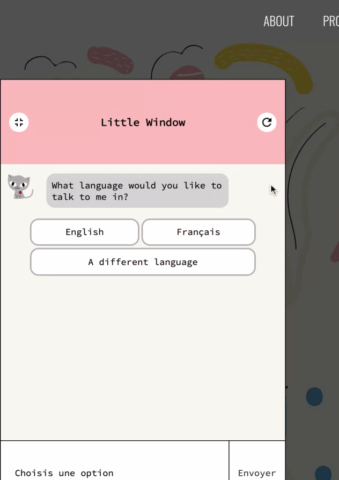 ABOUT
Little Window
What language would you like to
talk to me in?
English
Français
A different language
Choisis une option
Envoyer